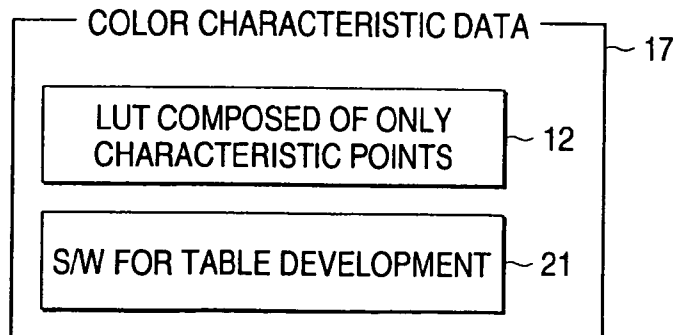 COLOR CHARACTERISTIC DATA
17
LUT COMPOSED OF ONLY
CHARACTERISTIC POINTS
12
S/W FOR TABLE DEVELOPMENT
21